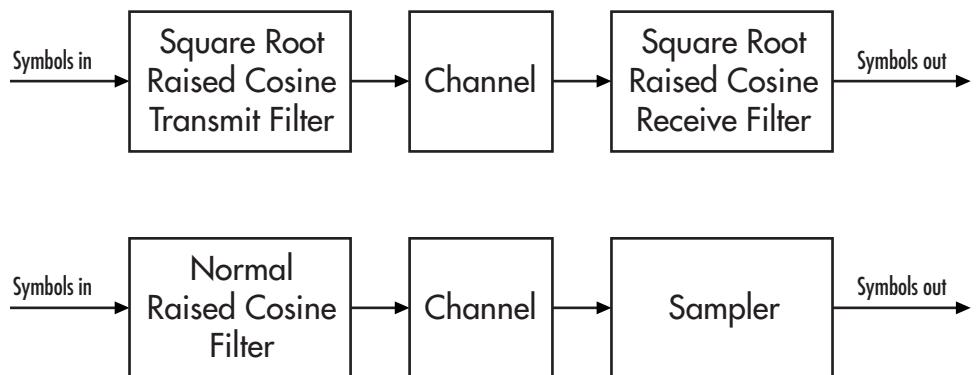 Symbols in
Square Root
Raised Cosine
Transmit Filter
Channel
Square Root
Raised Cosine
Receive Filter
Symbols out
Symbols in
Normal
Raised Cosine
Filter
Channel
Sampler
Symbols out